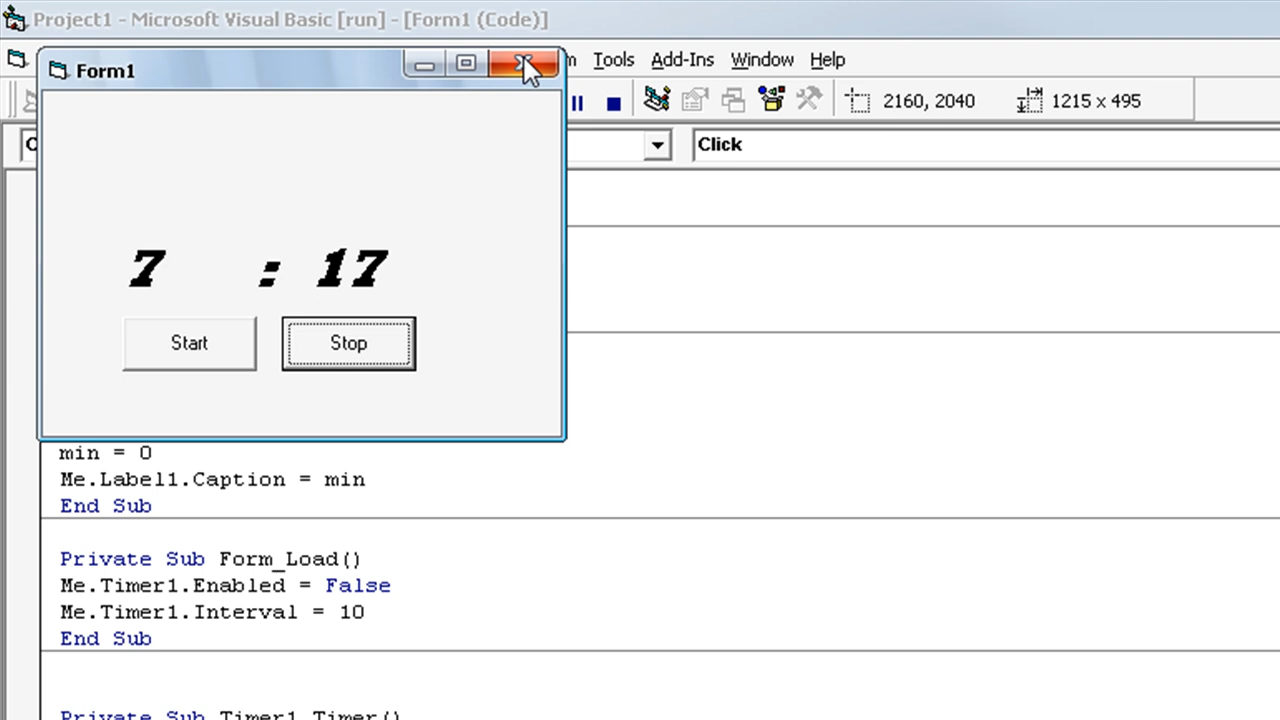 Project1 - Microsoft Visual Basic [run] - [Form1 (Code)]
Tools Add-Ins Window Help
Form1
2160, 2040 1215 x 495
Click
7 : 17
Start Stop
min = 0
Me.Label1.Caption = min
End Sub
Private Sub Form_Load()
Me.Timer1.Enabled = False
Me.Timer1.Interval = 10
End Sub
Private Sub Timer1_Timer()